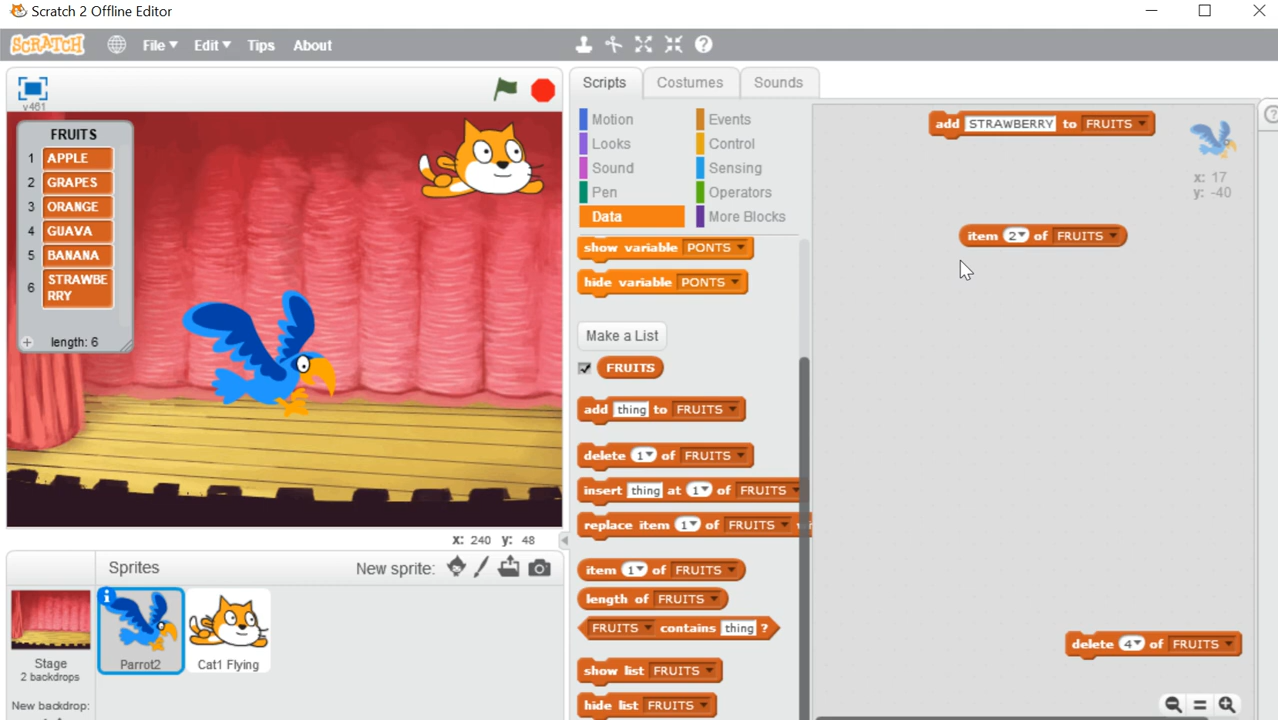 Scratch 2 Offline Editor
SCRATCH File Edit Tips About
v461
Scripts Costumes Sounds
FRUITS
1 APPLE
2 GRAPES
3 ORANGE
4 GUAVA
5 BANANA
6 STRAWBE
RRY
+ length: 6
Motion Events
Looks Control
Sound Sensing
Pen Operators
Data More Blocks
show variable PONTS
hide variable PONTS
Make a List
FRUITS
add thing to FRUITS
delete 1 of FRUITS
insert thing at 1 of FRUITS
replace item 1 of FRUITS
item 1 of FRUITS
length of FRUITS
FRUITS contains thing ?
show list FRUITS
hide list FRUITS
add STRAWBERRY to FRUITS
x: 17
y: -40
item 2 of FRUITS
delete 4 of FRUITS
x: 240 y: 48
Sprites New sprite:
Stage
2 backdrops
New backdrop:
Parrot2
Cat1 Flying